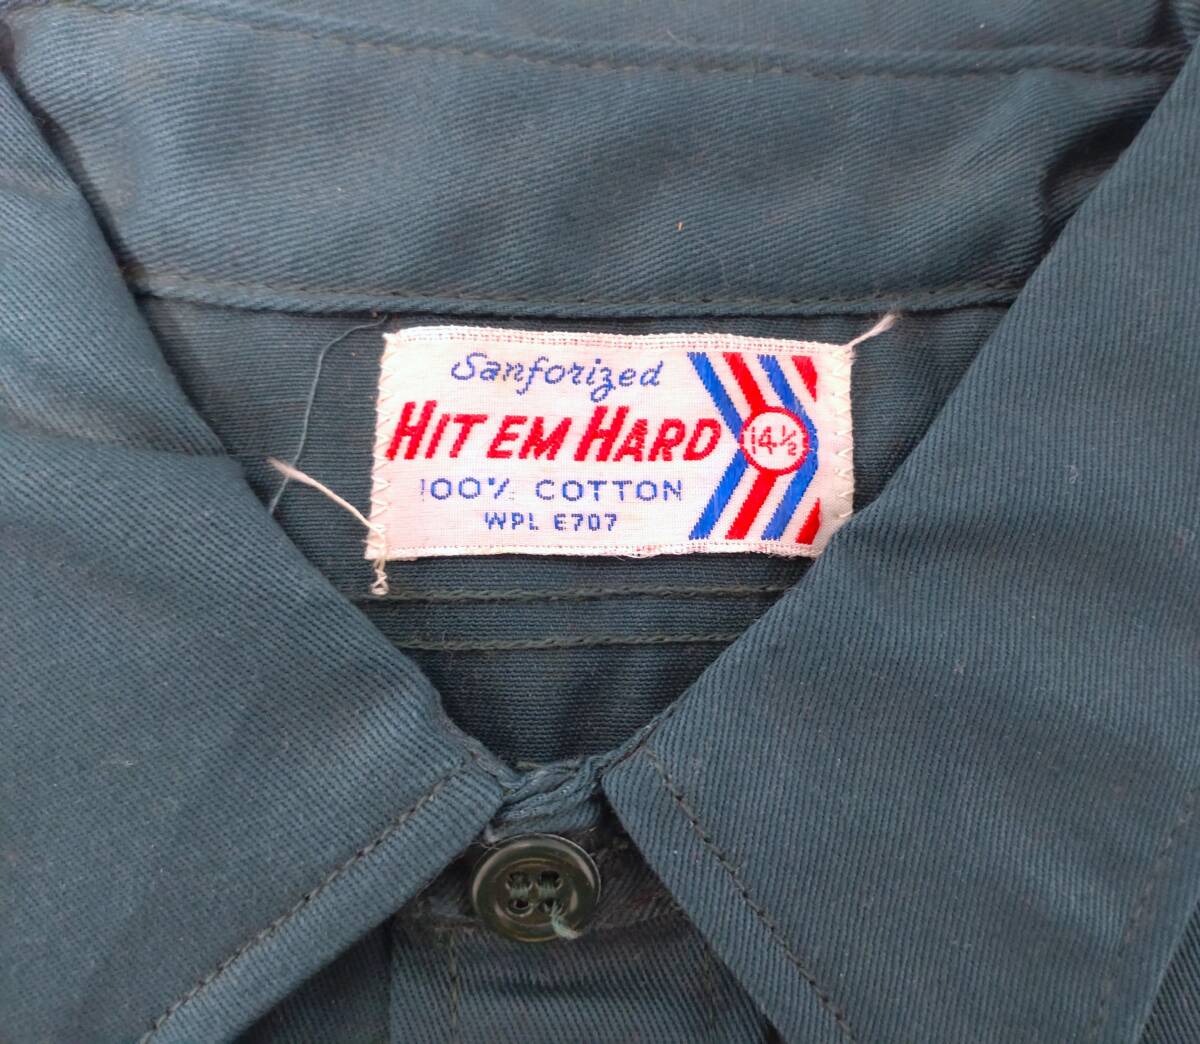 Sanforized
HIT EM HARD
14½
100% COTTON
WPL E707